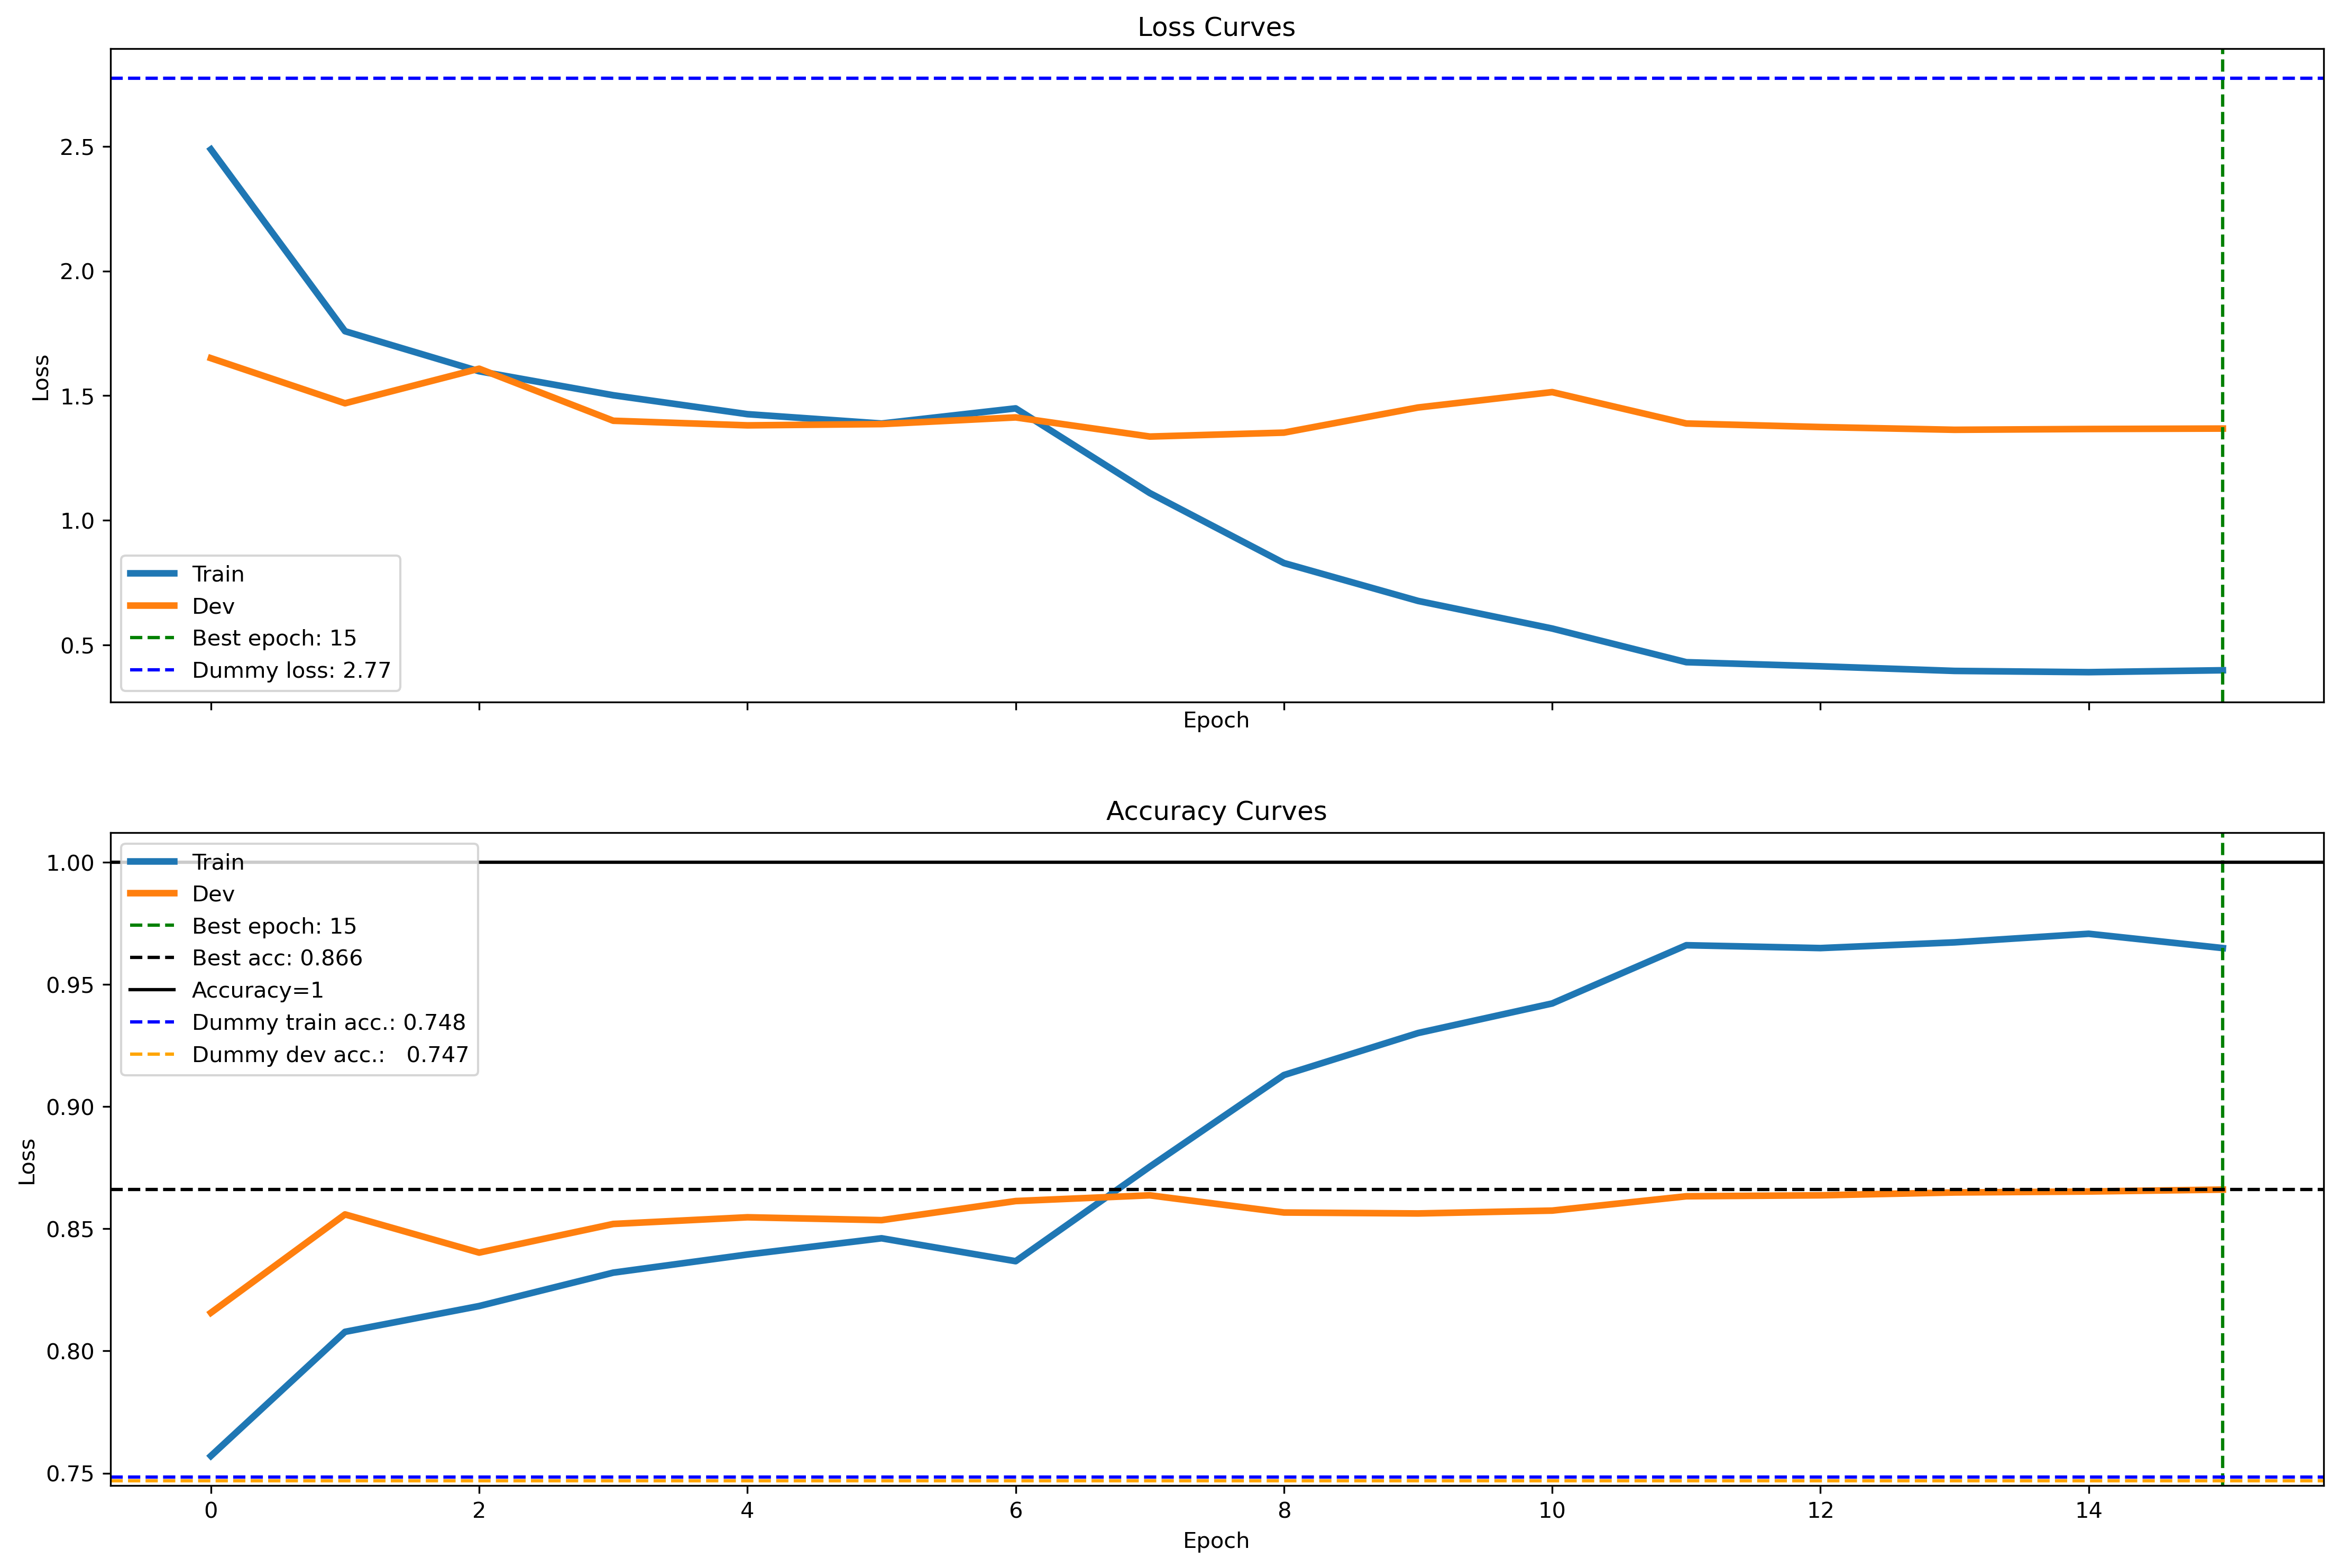 Loss Curves
2.5
2.0
1.5
1.0
0.5
Loss
Train
Dev
Best epoch: 15
Dummy loss: 2.77
Epoch
Accuracy Curves
1.00
0.95
0.90
0.85
0.80
0.75
Loss
Train
Dev
Best epoch: 15
Best acc: 0.866
Accuracy=1
Dummy train acc.: 0.748
Dummy dev acc.:   0.747
0 2 4 6 8 10 12 14
Epoch